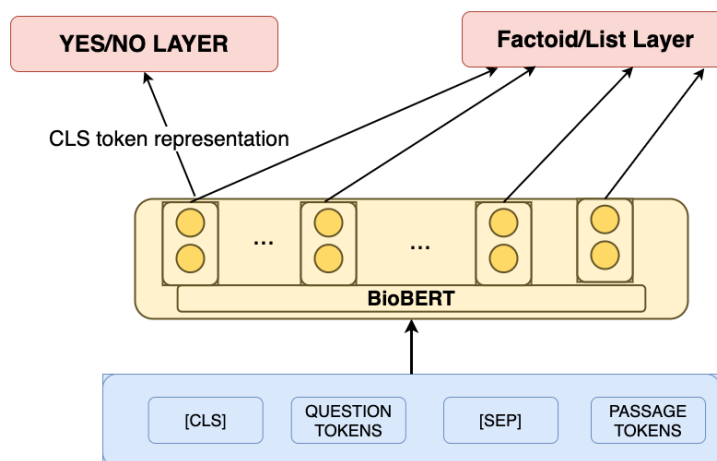 YES/NO LAYER
Factoid/List Layer
CLS token representation
...
...
BioBERT
[CLS]
QUESTION
TOKENS
[SEP]
PASSAGE
TOKENS